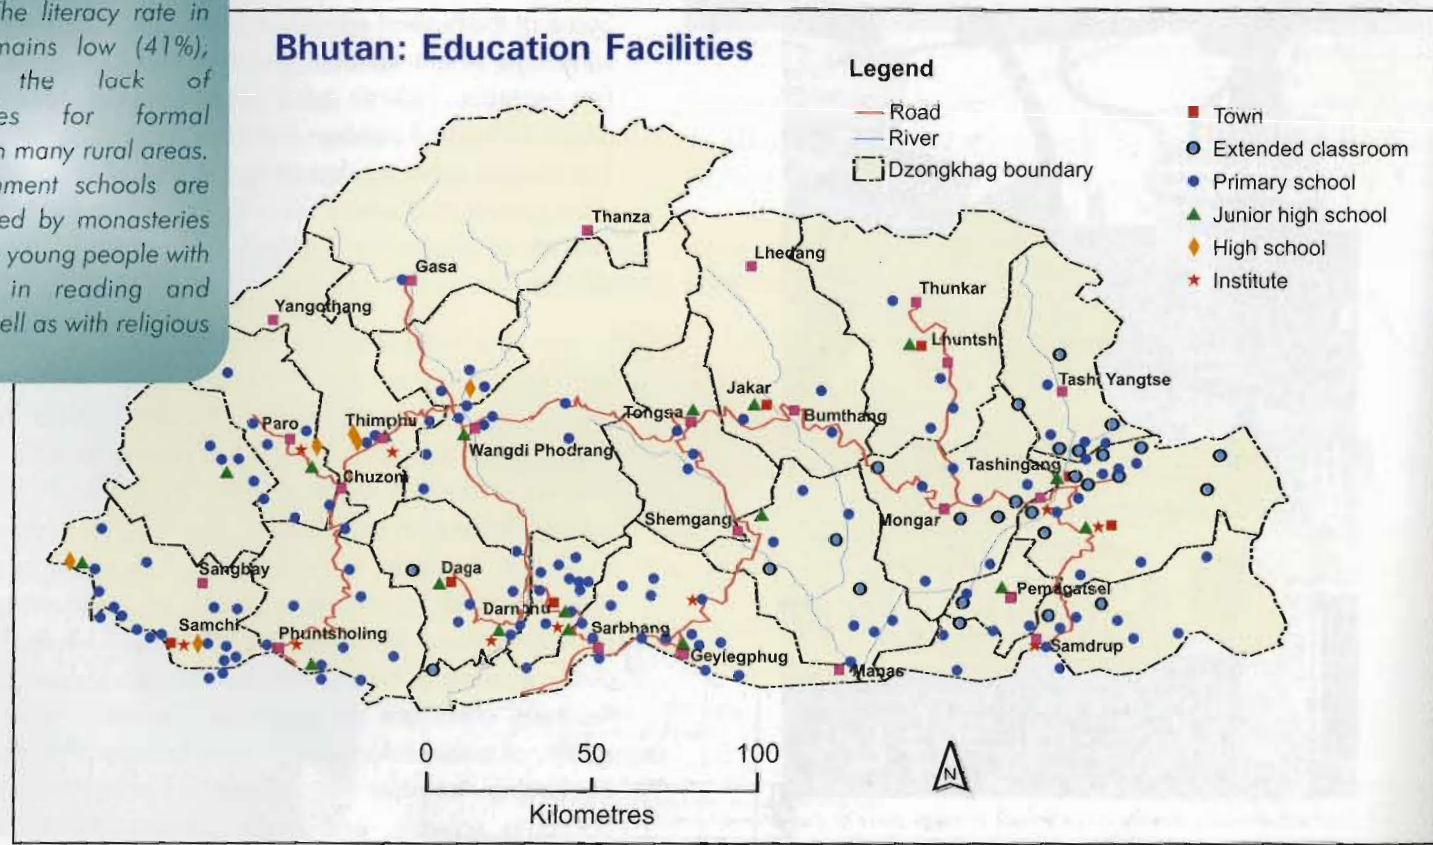 he literacy rate in
mains low (41%),
the lack of
es for formal
many rural areas.
nment schools are
ed by monasteries
young people with
in reading and
ell as with religious
Bhutan: Education Facilities
Legend
Road
River
Dzongkhag boundary
Town
Extended classroom
Primary school
Junior high school
High school
Institute
Thanza
Gasa
Lhedang
Yangothang
Thunkar
Lhuntsh
Tashi Yangtse
Jakar
Paro
Thimphu
Tongsa
Bumthang
Wangdi Phodrang
Tashingang
Chuzom
Shemgang
Mongar
Sangbay
Daga
Pemagatsel
Samchi
Phuntsholing
Sarbhang
Samdrup
Geylegphug
Manas
0 50 100
Kilometres
N